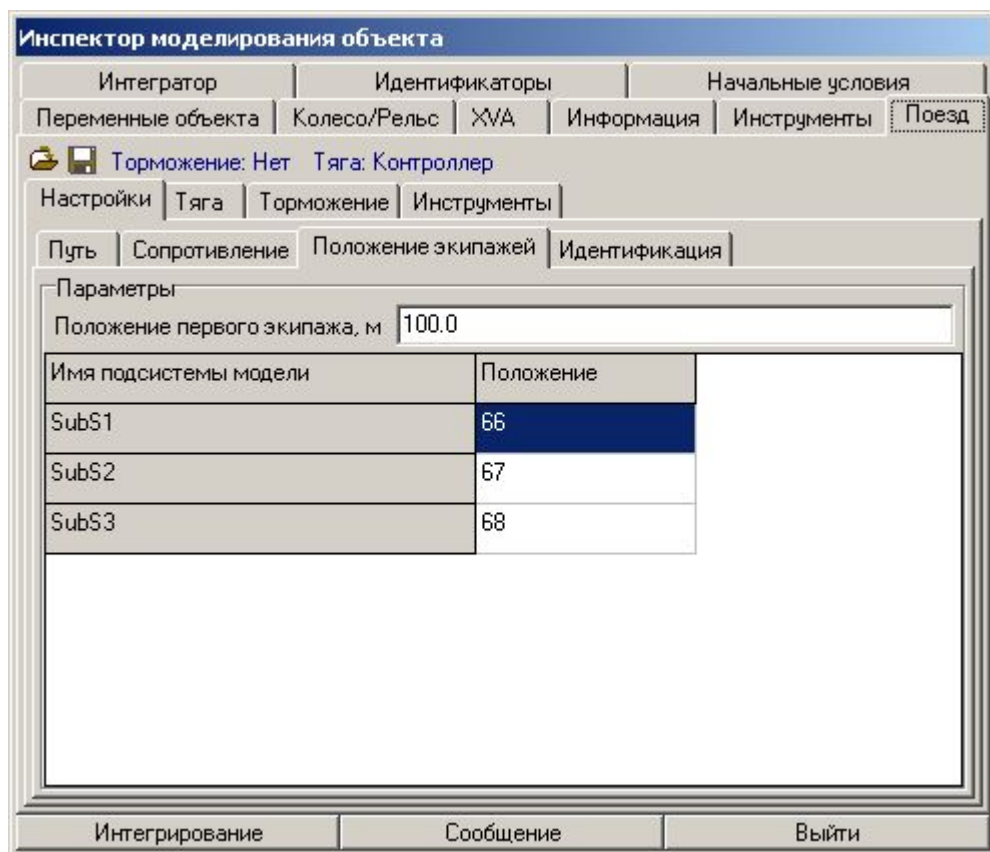 Инспектор моделирования объекта
Интегратор Идентификаторы Начальные условия
Переменные объекта Колесо/Рельс XVA Информация Инструменты Поезд
Торможение: Нет Тяга: Контроллер
Настройки Тяга Торможение Инструменты
Путь Сопротивление Положение экипажей Идентификация
Параметры
Положение первого экипажа, м 100.0
Имя подсистемы модели Положение
SubS1 66
SubS2 67
SubS3 68
Интегрирование Сообщение Выйти